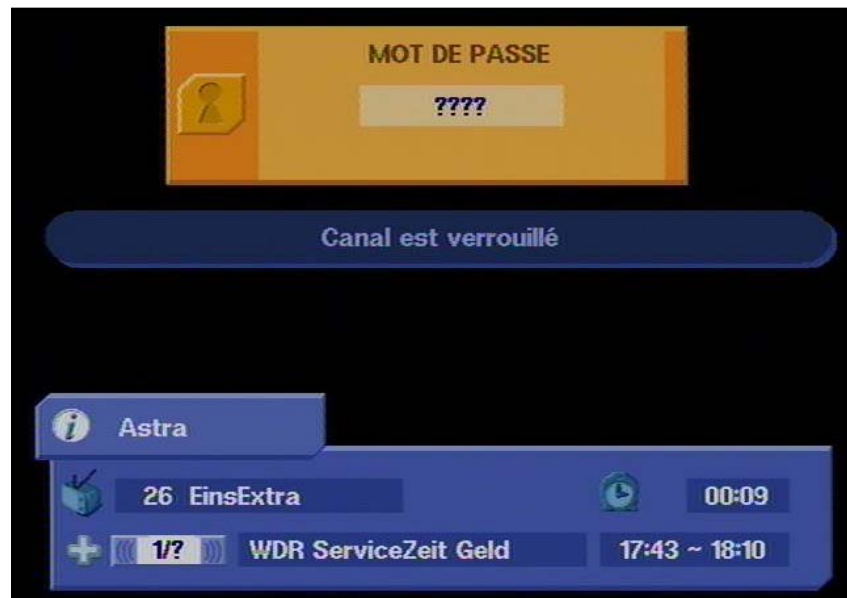 MOT DE PASSE
????
Canal est verrouillé
i Astra
26 EinsExtra 00:09
1/? WDR ServiceZeit Geld 17:43 ~ 18:10